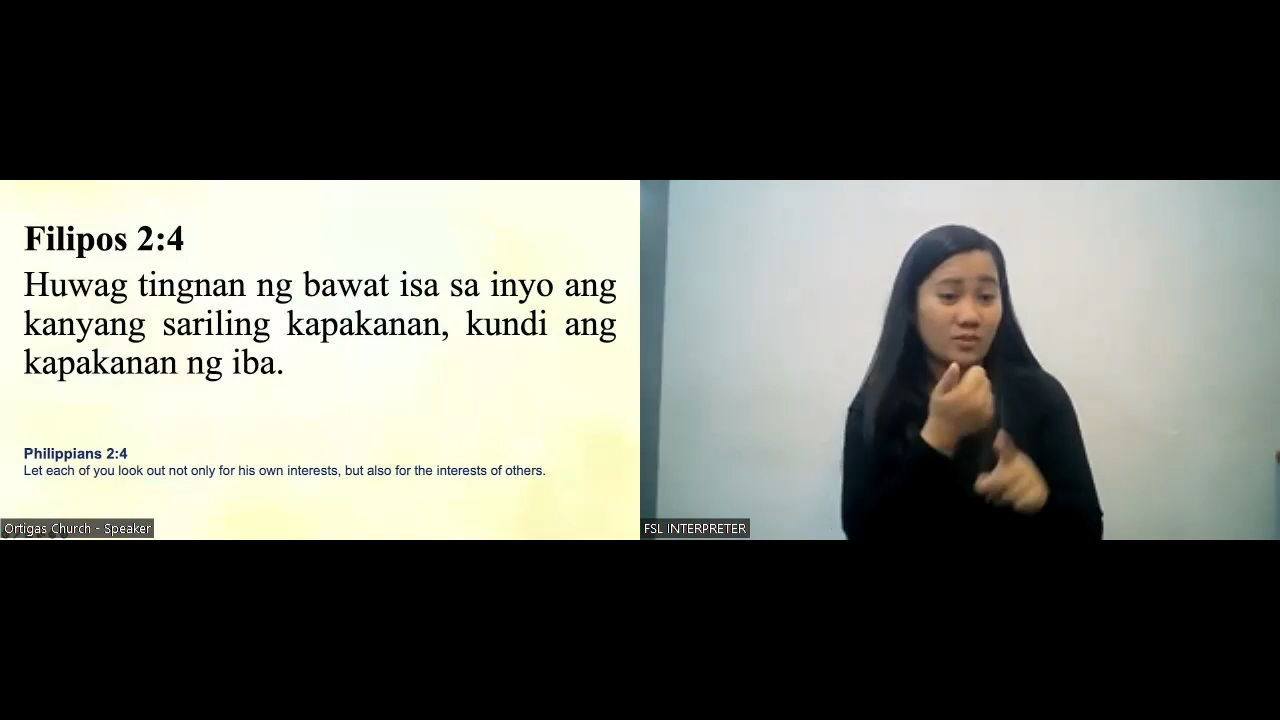 Filipos 2:4
Huwag tingnan ng bawat isa sa inyo ang
kanyang sariling kapakanan, kundi ang
kapakanan ng iba.
Philippians 2:4
Let each of you look out not only for his own interests, but also for the interests of others.
Ortigas Church - Speaker
FSL INTERPRETER